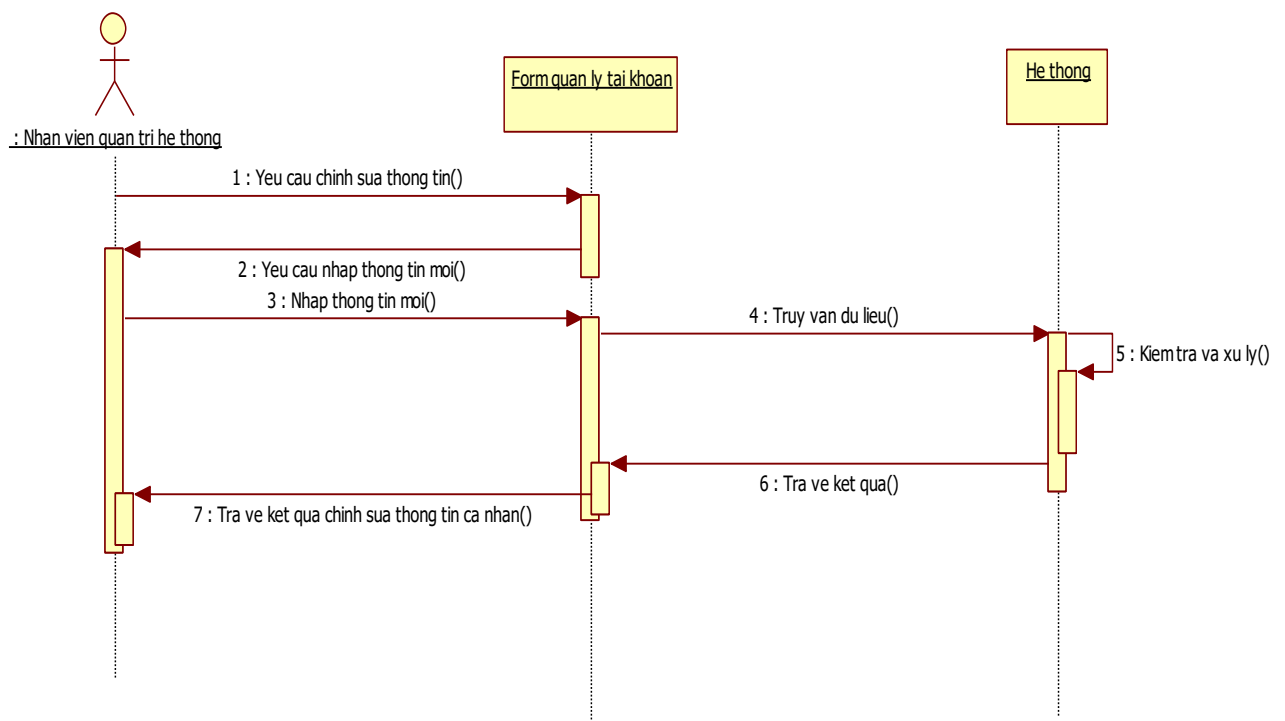 : Nhan vien quan tri he thong
Form quan ly tai khoan
He thong
1 : Yeu cau chinh sua thong tin()
2 : Yeu cau nhap thong tin moi()
3 : Nhap thong tin moi()
4 : Truy van du lieu()
5 : Kiem tra va xu ly()
6 : Tra ve ket qua()
7 : Tra ve ket qua chinh sua thong tin ca nhan()